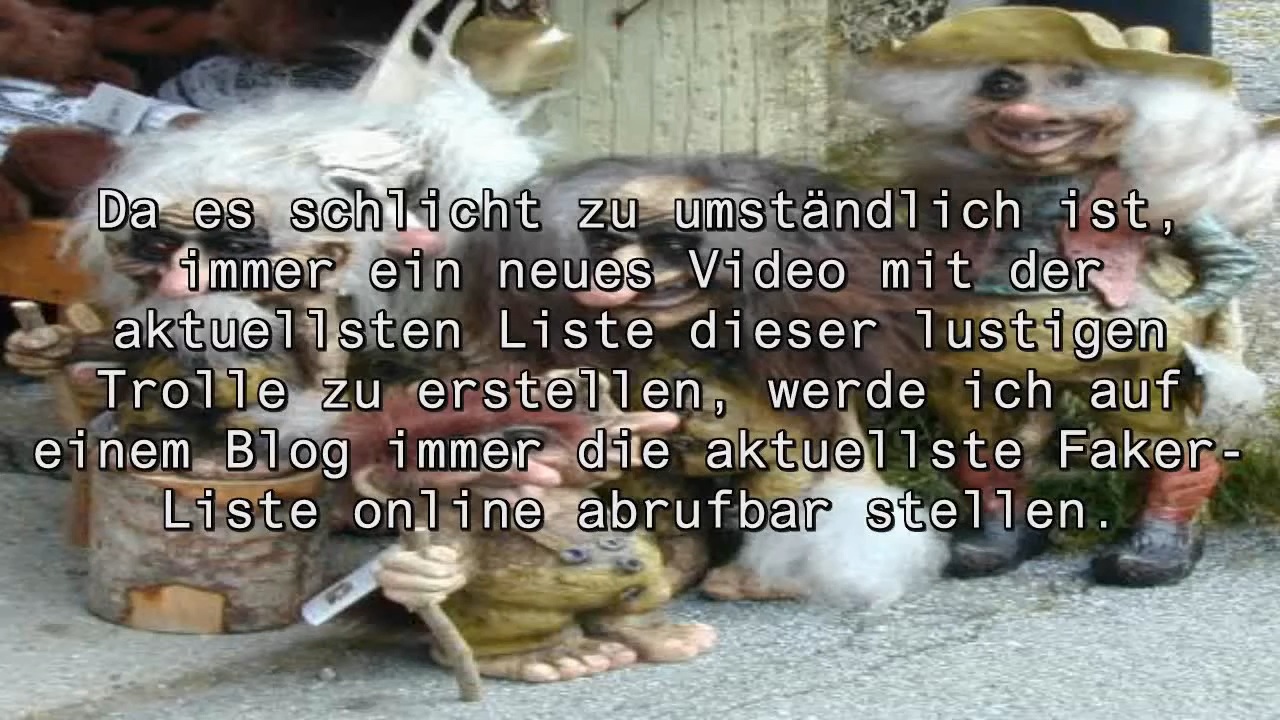 Da es schlicht zu umständlich ist,
immer ein neues Video mit der
aktuellsten Liste dieser lustigen
Trolle zu erstellen, werde ich auf
einem Blog immer die aktuellste Faker-
Liste online abrufbar stellen.